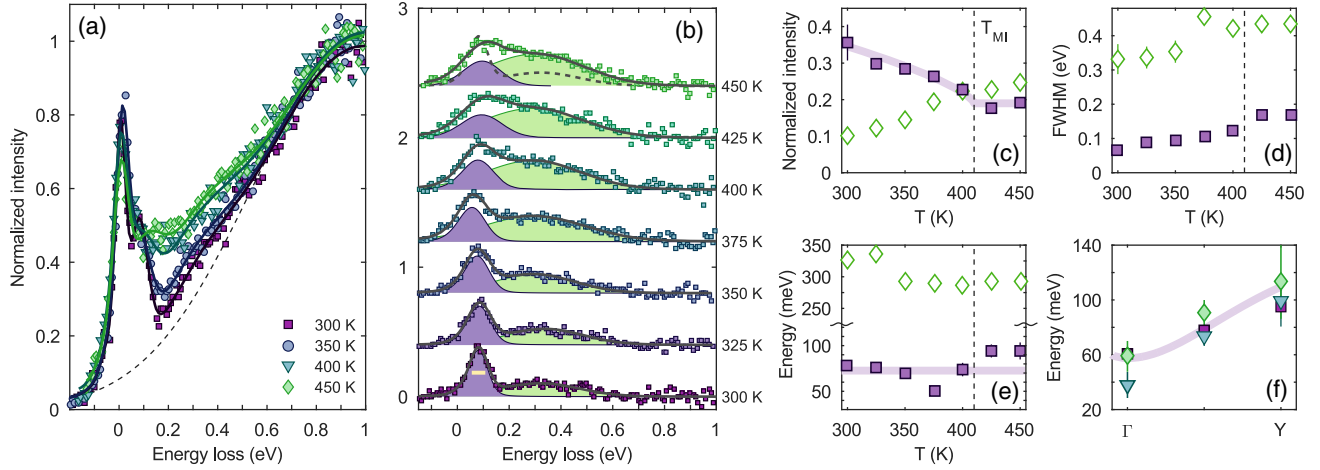 (a)
Normalized intensity
1
0.8
0.6
0.4
0.2
0
300 K
350 K
400 K
450 K
0
0.2
0.4
0.6
0.8
1
Energy loss (eV)
(b)
3
2
1
0
450 K
425 K
400 K
375 K
350 K
325 K
300 K
0
0.2
0.4
0.6
0.8
1
Energy loss (eV)
Normalized intensity
0.5
0.4
0.3
0.2
0.1
0
T_MI
(c)
300
350
400
450
T (K)
FWHM (eV)
0.4
0.3
0.2
0.1
0
(d)
300
350
400
450
T (K)
Energy (meV)
350
300
250
100
50
(e)
300
350
400
450
T (K)
Energy (meV)
140
100
60
20
(f)
Γ
Y